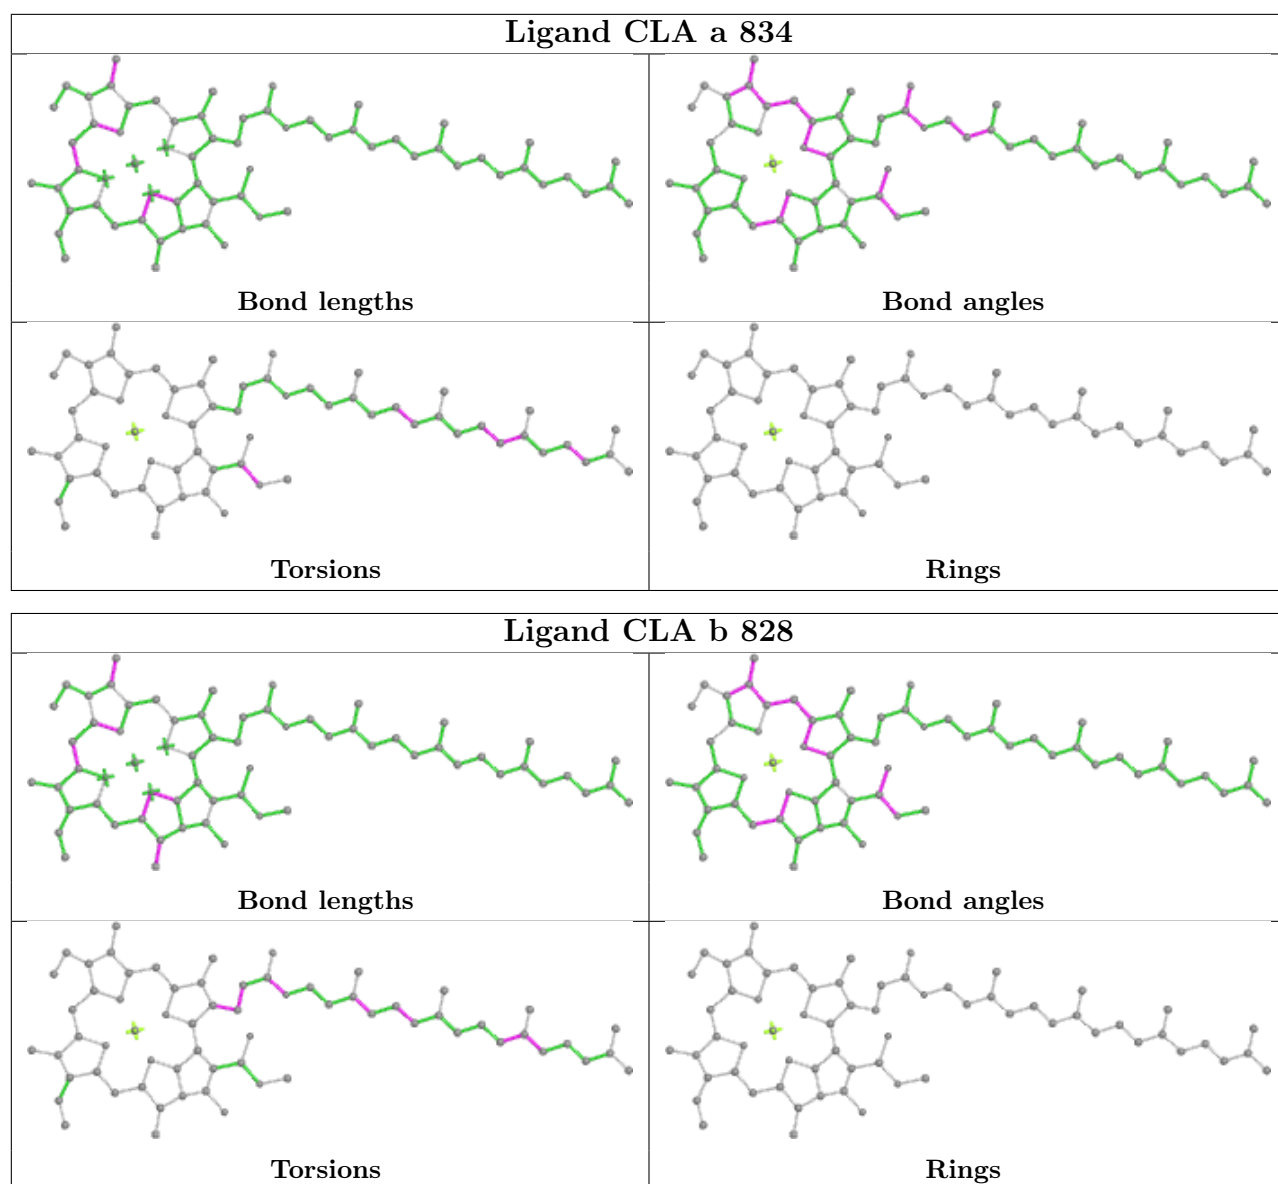 Ligand CLA a 834
Bond lengths
Bond angles
Torsions
Rings
Ligand CLA b 828
Bond lengths
Bond angles
Torsions
Rings